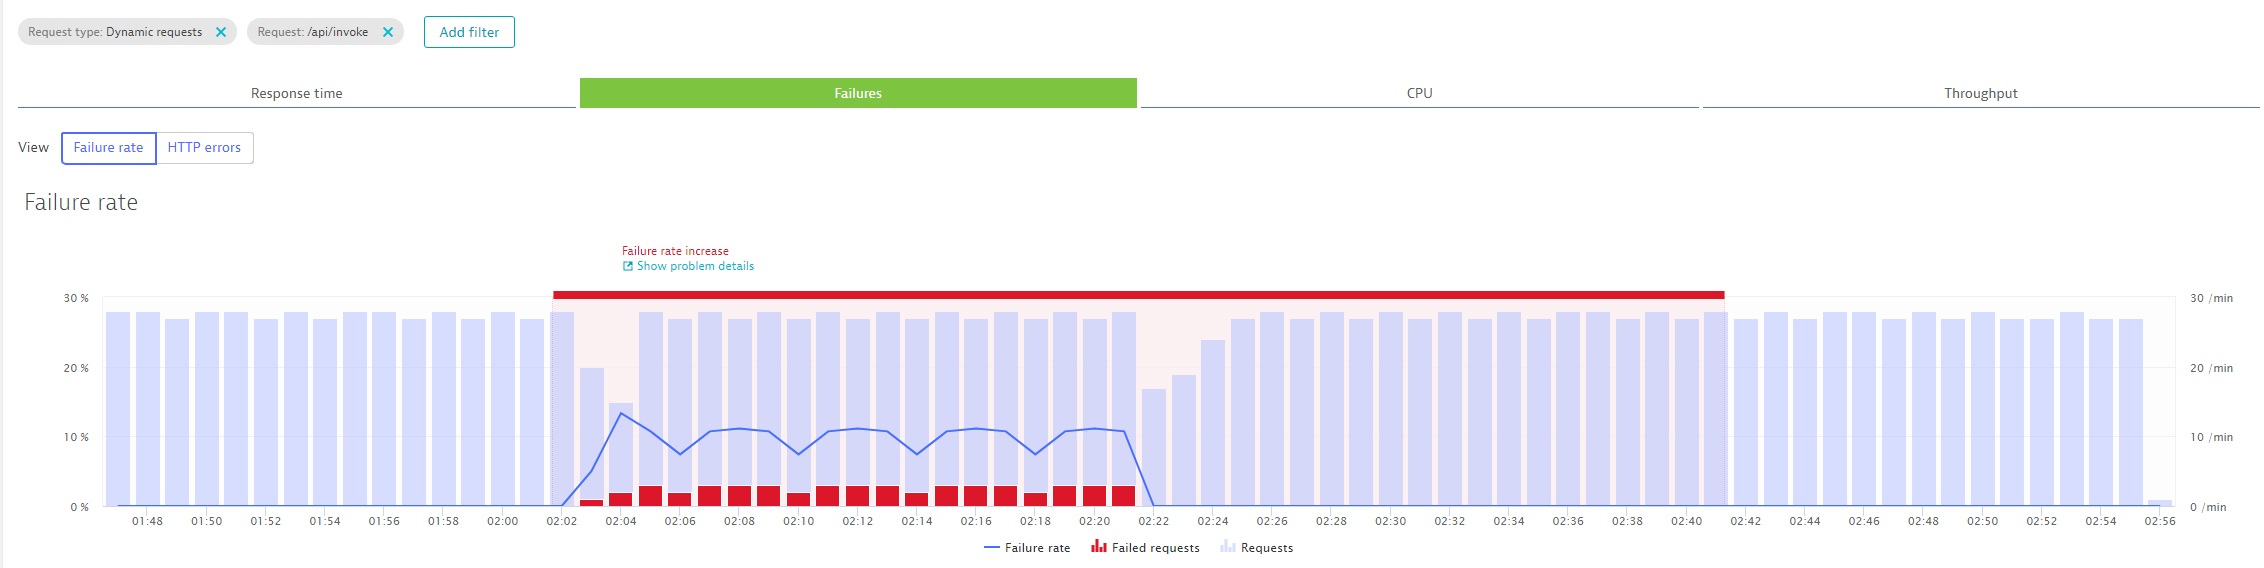 Request type: Dynamic requests Request: /api/invoke Add filter
Response time Failures CPU Throughput
View Failure rate HTTP errors
Failure rate
Failure rate increase
Show problem details
30 % 30 /min
20 % 20 /min
10 % 10 /min
0 % 0 /min
01:48 01:50 01:52 01:54 01:56 01:58 02:00 02:02 02:04 02:06 02:08 02:10 02:12 02:14 02:16 02:18 02:20 02:22 02:24 02:26 02:28 02:30 02:32 02:34 02:36 02:38 02:40 02:42 02:44 02:46 02:48 02:50 02:52 02:54 02:56
Failure rate Failed requests Requests